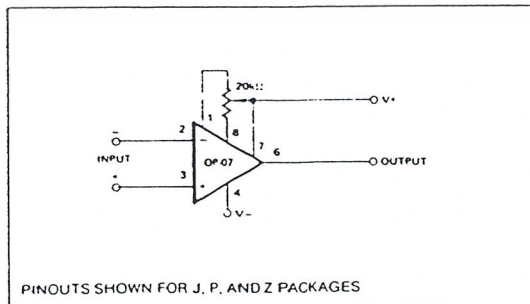 20kΩ
V+
1
8
7
2
−
−
6
INPUT
OP-07
OUTPUT
+
3
+
4
V−
PINOUTS SHOWN FOR J, P, AND Z PACKAGES